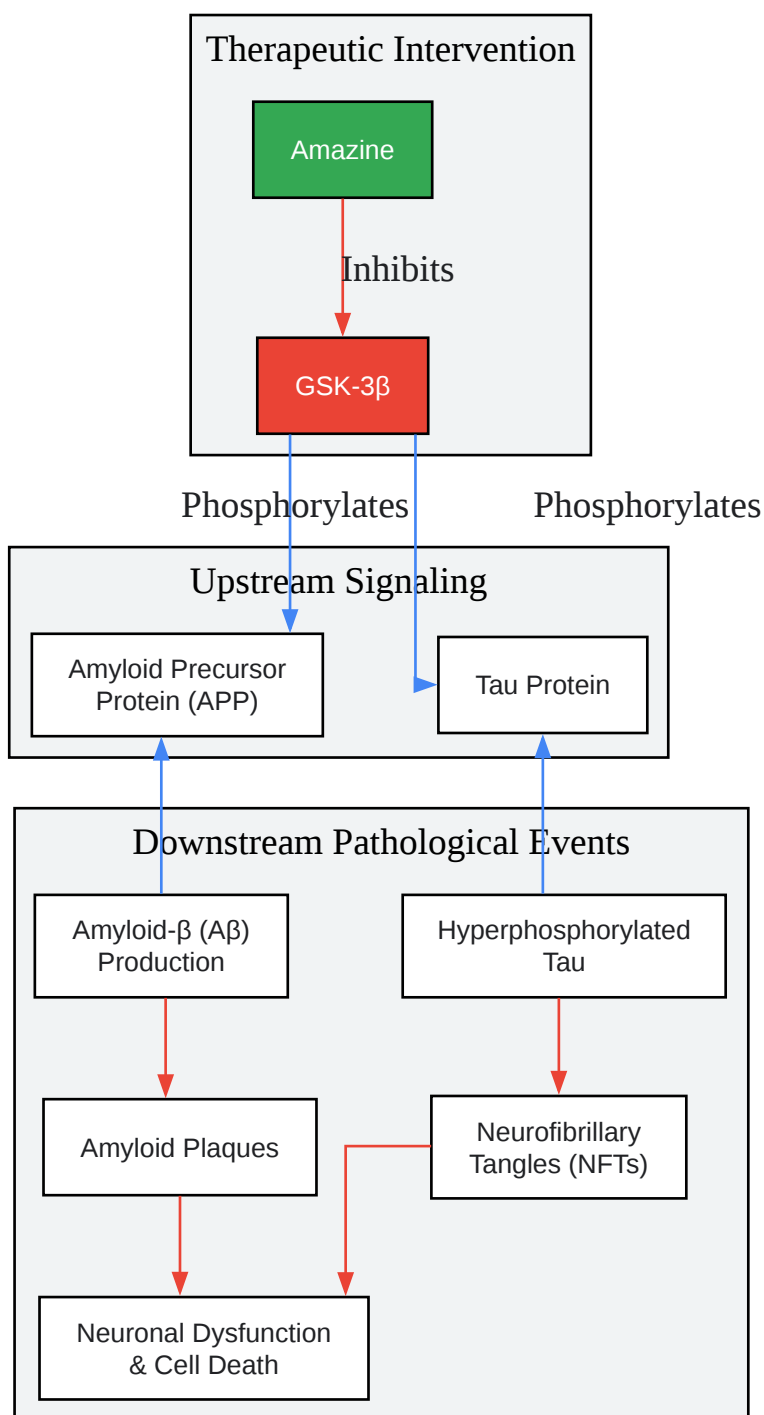 Therapeutic Intervention
Amazine
Inhibits
GSK-3β
Phosphorylates
Phosphorylates
Upstream Signaling
Amyloid Precursor
Protein (APP)
Tau Protein
Downstream Pathological Events
Amyloid-β (Aβ)
Production
Hyperphosphorylated
Tau
Amyloid Plaques
Neurofibrillary
Tangles (NFTs)
Neuronal Dysfunction
& Cell Death